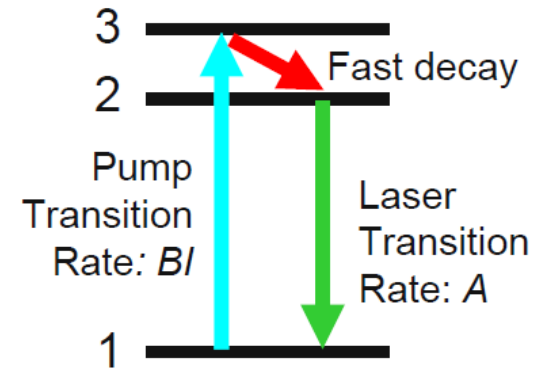 3
Fast decay
2
Pump
Transition
Rate: BI
Laser
Transition
Rate: A
1